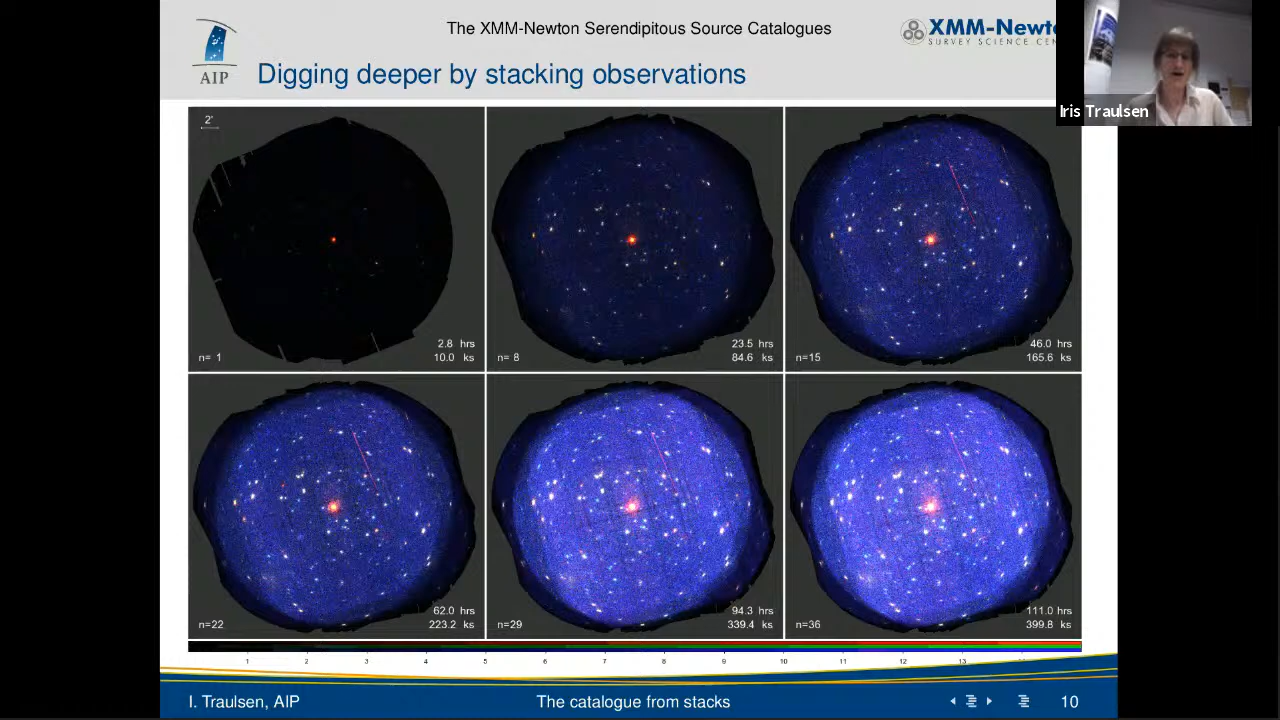 The XMM-Newton Serendipitous Source Catalogues
XMM-Newto
SURVEY SCIENCE CEN
AIP
Digging deeper by stacking observations
Iris Traulsen
2'
n= 1
2.8 hrs
10.0 ks
n= 8
23.5 hrs
84.6 ks
n=15
46.0 hrs
165.6 ks
n=22
62.0 hrs
223.2 ks
n=29
94.3 hrs
339.4 ks
n=36
111.0 hrs
399.8 ks
1 2 3 4 5 6 7 8 9 10 11 12 13
I. Traulsen, AIP
The catalogue from stacks
10